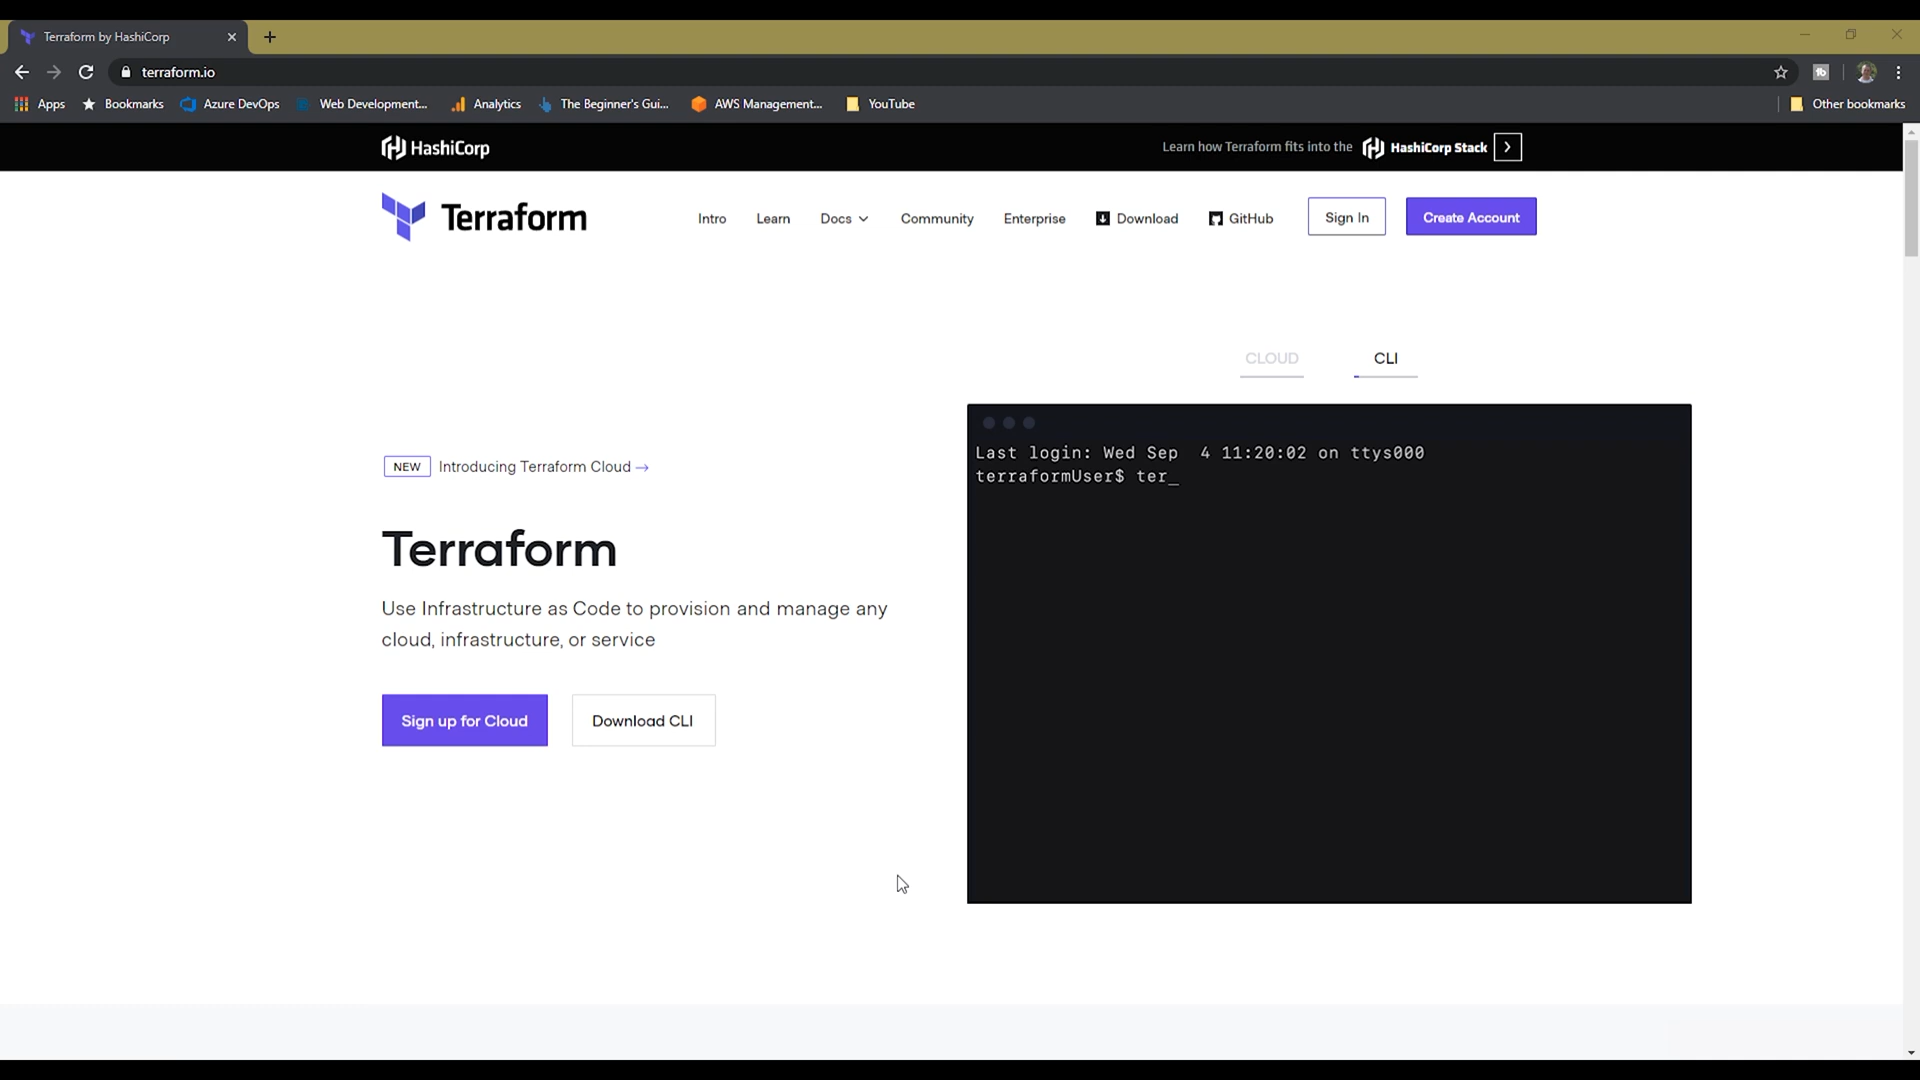 Terraform by HashiCorp
terraform.io
Apps Bookmarks Azure DevOps Web Development... Analytics The Beginner's Gui... AWS Management... YouTube Other bookmarks
HashiCorp Learn how Terraform fits into the HashiCorp Stack
Terraform Intro Learn Docs Community Enterprise Download GitHub Sign In Create Account
CLOUD CLI
Last login: Wed Sep  4 11:20:02 on ttys000
terraformUser$ ter_
NEW Introducing Terraform Cloud →
Terraform
Use Infrastructure as Code to provision and manage any
cloud, infrastructure, or service
Sign up for Cloud Download CLI